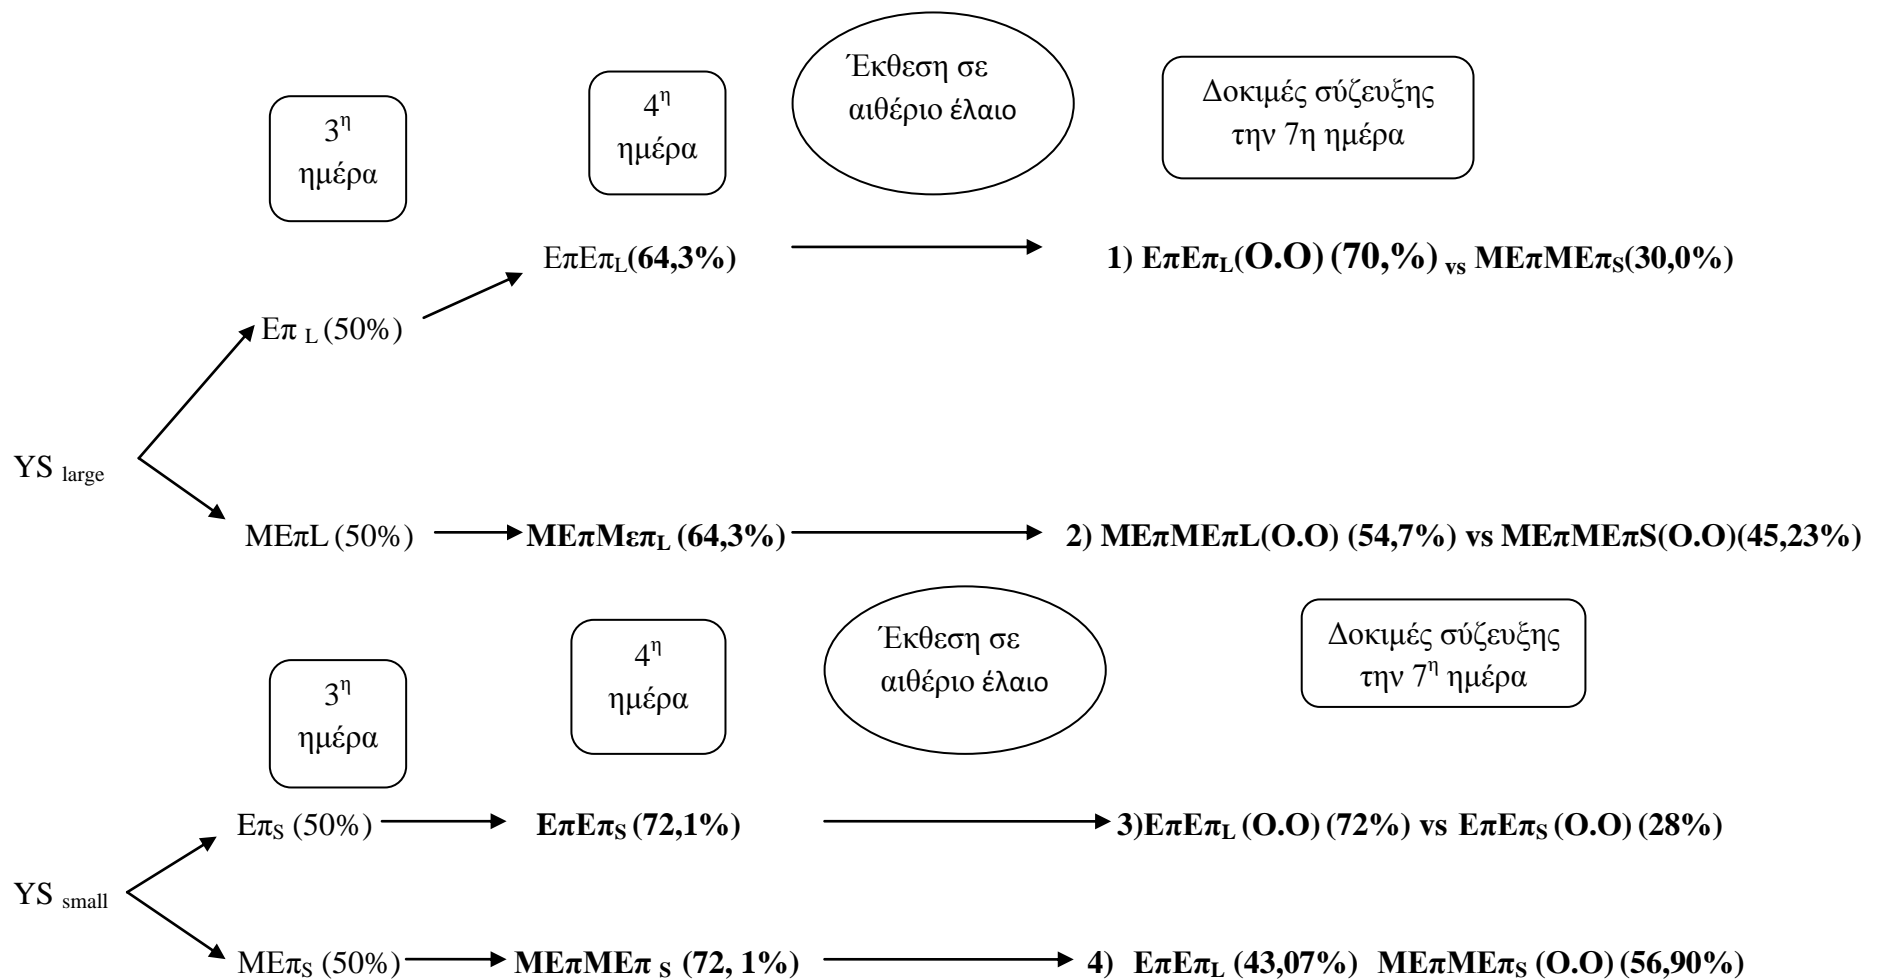 3η
ημέρα
4η
ημέρα
Έκθεση σε
αιθέριο έλαιο
Δοκιμές σύζευξης
την 7η ημέρα
ΕπΕπL(64,3%)
1) ΕπΕπL(Ο.Ο) (70,%) vs ΜΕπΜΕπS(30,0%)
Επ L (50%)
YS large
ΜΕπL (50%)
ΜΕπΜεπL (64,3%)
2) ΜΕπΜΕπL(Ο.Ο) (54,7%) vs ΜΕπΜΕπS(Ο.Ο)(45,23%)
3η
ημέρα
4η
ημέρα
Έκθεση σε
αιθέριο έλαιο
Δοκιμές σύζευξης
την 7η ημέρα
ΕπS (50%)
ΕπΕπS (72,1%)
3)ΕπΕπL (Ο.Ο) (72%) vs ΕπΕπS (Ο.Ο) (28%)
YS small
ΜΕπS (50%)
ΜΕπΜΕπ S (72, 1%)
4) ΕπΕπL (43,07%) ΜΕπΜΕπS (Ο.Ο) (56,90%)